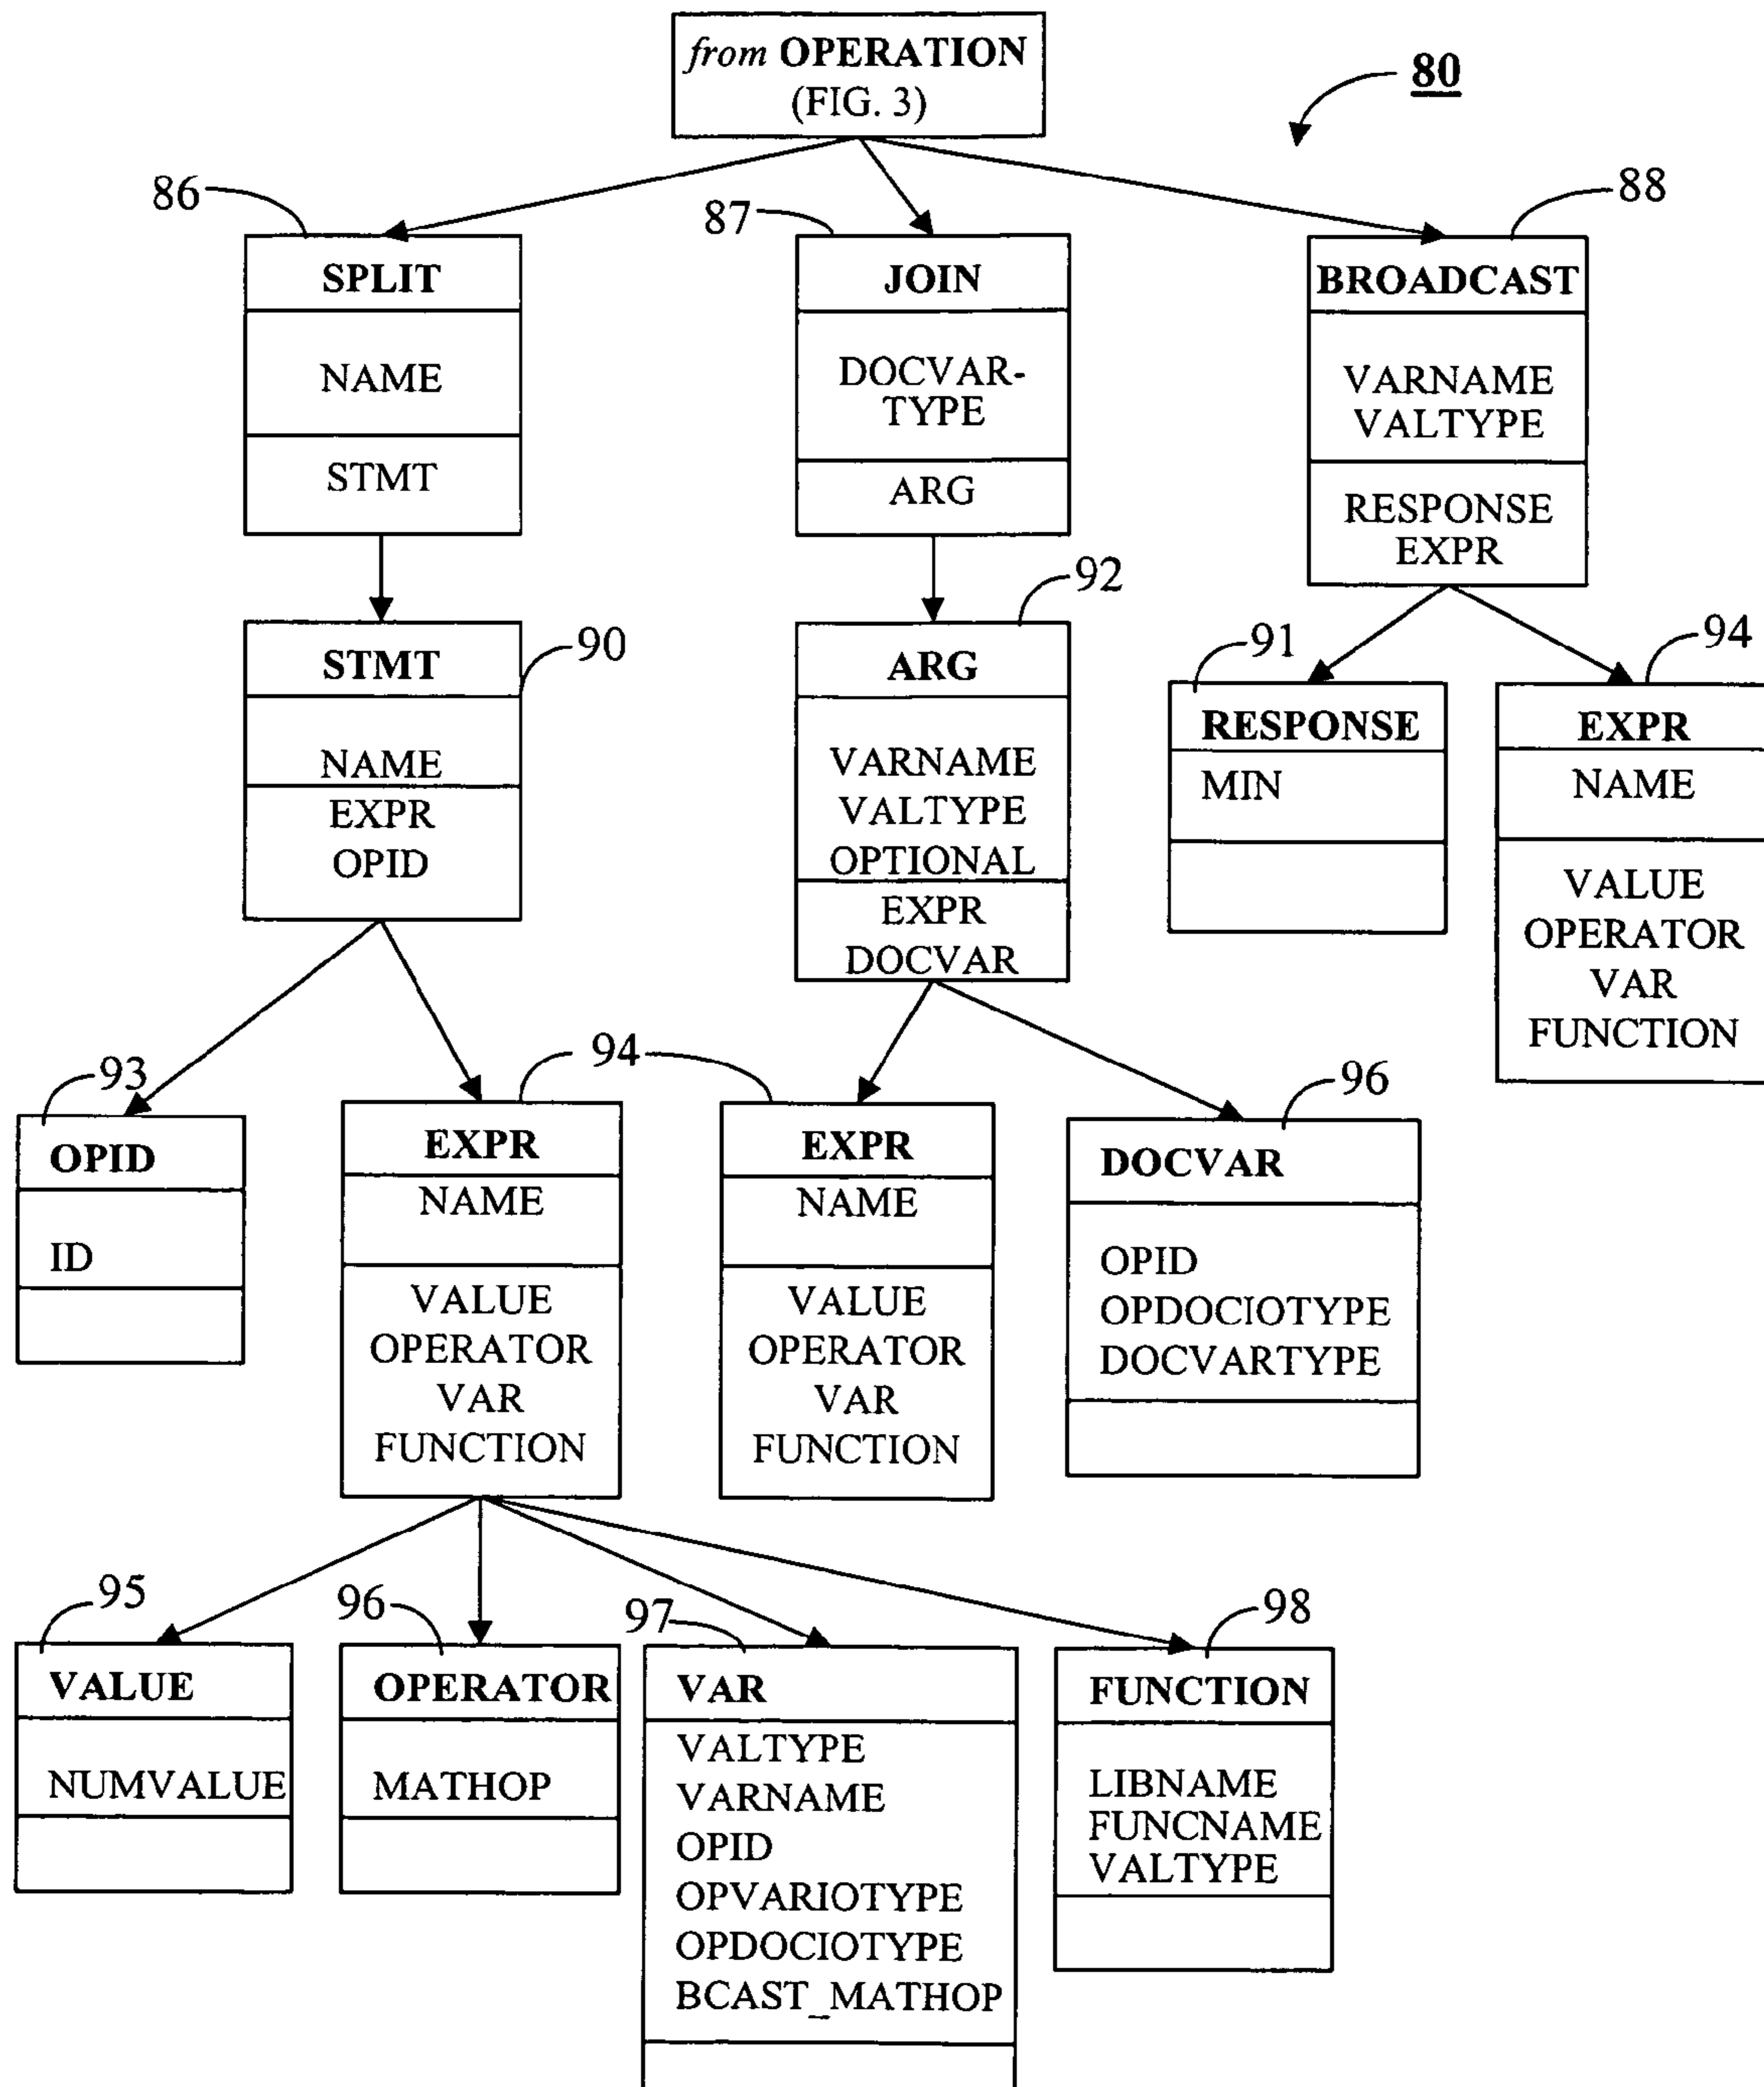 from OPERATION
(FIG. 3)
80
86
87
88
SPLIT
NAME
STMT
JOIN
DOCVAR-
TYPE
ARG
BROADCAST
VARNAME
VALTYPE
RESPONSE
EXPR
90
STMT
NAME
EXPR
OPID
92
ARG
VARNAME
VALTYPE
OPTIONAL
EXPR
DOCVAR
91
RESPONSE
MIN
94
EXPR
NAME
VALUE
OPERATOR
VAR
FUNCTION
93
OPID
ID
94
EXPR
NAME
VALUE
OPERATOR
VAR
FUNCTION
EXPR
NAME
VALUE
OPERATOR
VAR
FUNCTION
96
DOCVAR
OPID
OPDOCIOTYPE
DOCVARTYPE
95
VALUE
NUMVALUE
96
OPERATOR
MATHOP
97
VAR
VALTYPE
VARNAME
OPID
OPVARIOTYPE
OPDOCIOTYPE
BCAST_MATHOP
98
FUNCTION
LIBNAME
FUNCNAME
VALTYPE